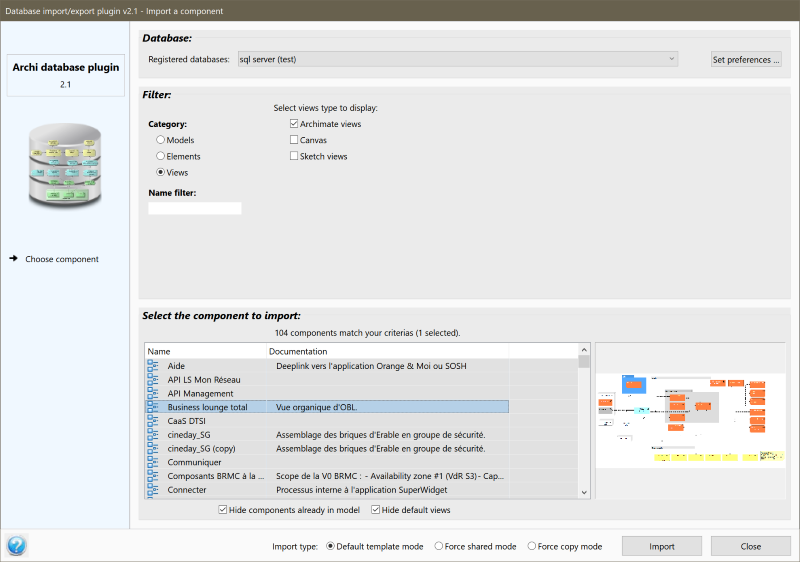 Database import/export plugin v2.1 - Import a component
Archi database plugin
2.1
Choose component
Database:
Registered databases: sql server (test) Set preferences ...
Filter:
Select views type to display:
Category: Archimate views
Models Canvas
Elements Sketch views
Views
Name filter:
Select the component to import:
104 components match your criterias (1 selected).
Name Documentation
Aide Deeplink vers l'application Orange & Moi ou SOSH
API LS Mon Réseau
API Management
Business lounge total Vue organique d'OBL.
CaaS DTSI
cineday_SG Assemblage des briques d'Erable en groupe de sécurité.
cineday_SG (copy) Assemblage des briques d'Erable en groupe de sécurité.
Communiquer
Composants BRMC à la ... Scope de la V0 BRMC : - Availability zone #1 (VdR S3)- Cap...
Connecter Processus interne à l'application SuperWidget
Hide components already in model Hide default views
Import type: Default template mode Force shared mode Force copy mode Import Close